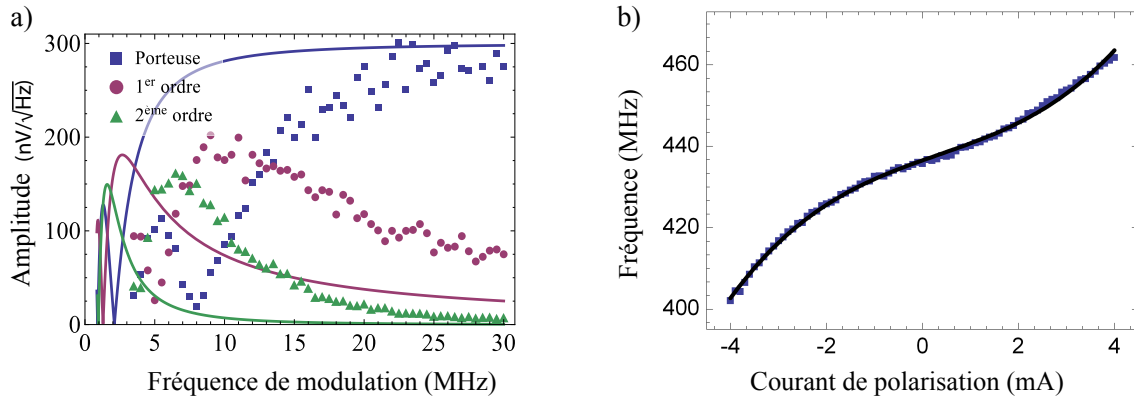 a)
Amplitude (nV/√Hz)
300
200
100
0
Porteuse
1er ordre
2ème ordre
0 5 10 15 20 25 30
Fréquence de modulation (MHz)
b)
Fréquence (MHz)
460
440
420
400
-4 -2 0 2 4
Courant de polarisation (mA)